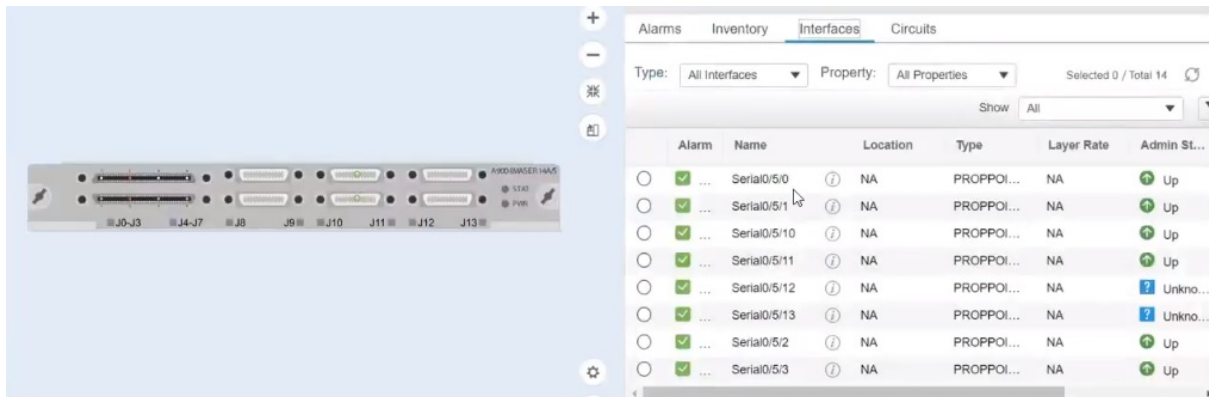 Alarms Inventory Interfaces Circuits
Type: All Interfaces Property: All Properties Selected 0 / Total 14
Show All
Alarm Name Location Type Layer Rate Admin St...
... Serial0/5/0 NA PROPPOI... NA Up
... Serial0/5/1 NA PROPPOI... NA Up
... Serial0/5/10 NA PROPPOI... NA Up
... Serial0/5/11 NA PROPPOI... NA Up
... Serial0/5/12 NA PROPPOI... NA Unkno...
... Serial0/5/13 NA PROPPOI... NA Unkno...
... Serial0/5/2 NA PROPPOI... NA Up
... Serial0/5/3 NA PROPPOI... NA Up
STAT
PWR
J0-J3 J4-J7 J8 J9 J10 J11 J12 J13